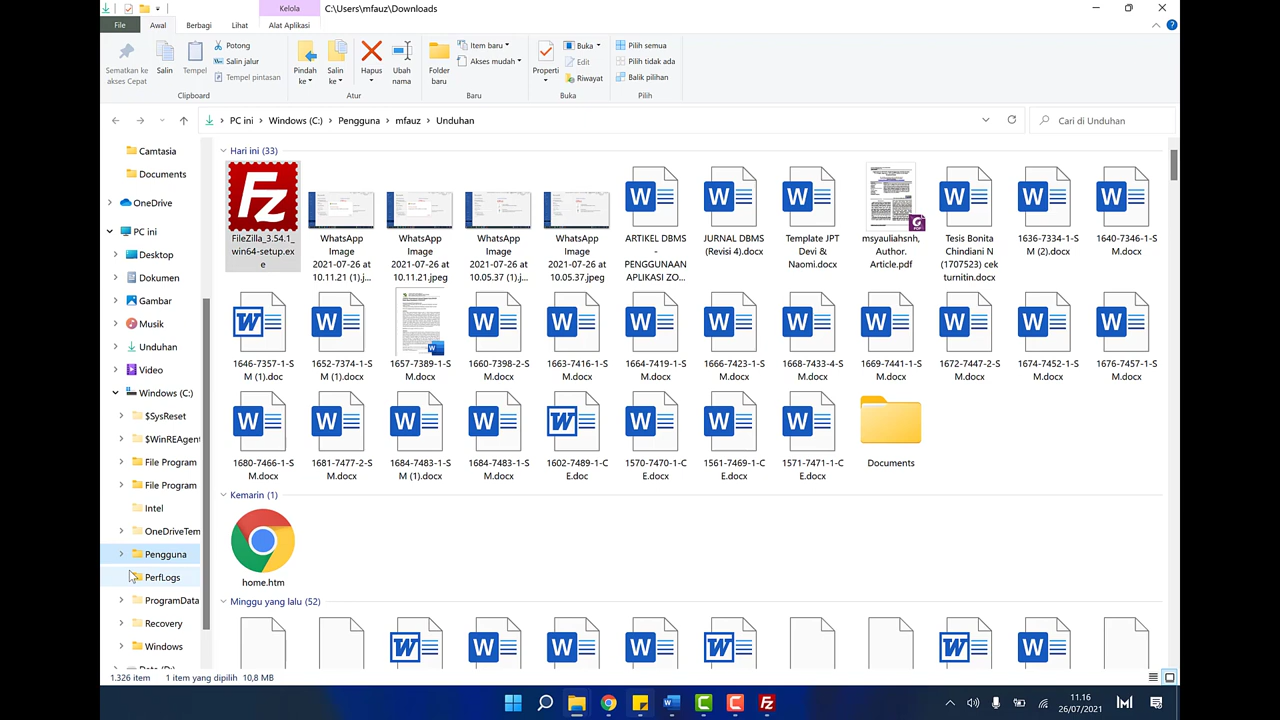 Kelola
C:\Users\mfauz\Downloads
File
Awal
Berbagi
Lihat
Alat Aplikasi
Sematkan ke
akses Cepat
Salin
Tempel
Potong
Salin jalur
Tempel pintasan
Clipboard
Pindah
ke
Salin
ke
Hapus
Ubah
nama
Atur
Folder
baru
Item baru
Akses mudah
Baru
Properti
Buka
Edit
Riwayat
Buka
Pilih semua
Pilih tidak ada
Balik pilihan
Pilih
PC ini
Windows (C:)
Pengguna
mfauz
Unduhan
Cari di Unduhan
Camtasia
Documents
OneDrive
PC ini
Desktop
Dokumen
Gambar
Musik
Unduhan
Video
Windows (C:)
$SysReset
$WinREAgent
File Program
File Program
Intel
OneDriveTem
Pengguna
PerfLogs
ProgramData
Recovery
Windows
Hari ini (33)
FileZilla_3.54.1_
win64-setup.ex
e
WhatsApp
Image
2021-07-26 at
10.11.21 (1).j...
WhatsApp
Image
2021-07-26 at
10.11.21.jpeg
WhatsApp
Image
2021-07-26 at
10.05.37 (1).j...
WhatsApp
Image
2021-07-26 at
10.05.37.jpeg
ARTIKEL DBMS
-
PENGGUNAAN
APLIKASI ZO...
JURNAL DBMS
(Revisi 4).docx
Template JPT
Devi &
Naomi.docx
msyauliahsnh,
Author.
Article.pdf
Tesis Bonita
Chindiani N
(1707523) cek
turnitin.docx
1636-7334-1-S
M (2).docx
1640-7346-1-S
M.docx
1646-7357-1-S
M (1).doc
1652-7374-1-S
M (1).docx
1657-7389-1-S
M.docx
1660-7398-2-S
M.docx
1663-7416-1-S
M.docx
1664-7419-1-S
M.docx
1666-7423-1-S
M.docx
1668-7433-4-S
M.docx
1669-7441-1-S
M.docx
1672-7447-2-S
M.docx
1674-7452-1-S
M.docx
1676-7457-1-S
M.docx
1680-7466-1-S
M.docx
1681-7477-2-S
M.docx
1684-7483-1-S
M (1).docx
1684-7483-1-S
M.docx
1602-7489-1-C
E.doc
1570-7470-1-C
E.docx
1561-7469-1-C
E.docx
1571-7471-1-C
E.docx
Documents
Kemarin (1)
home.htm
Minggu yang lalu (52)
1.326 item
1 item yang dipilih 10,8 MB
11.16
26/07/2021